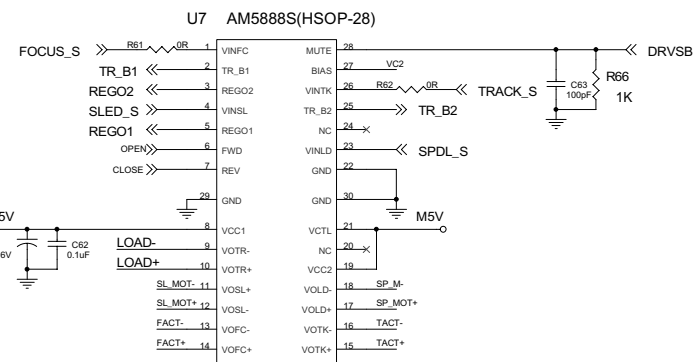 U7 AM5888S(HSOP-28)
FOCUS_S R61 0R 1 VINFC MUTE 28 DRVSB
TR_B1 2 TR_B1 BIAS 27 VC2
REGO2 3 REGO2 VINTK 26 R62 0R TRACK_S C63 100pF R66 1K
SLED_S 4 VINSL TR_B2 25 TR_B2
REGO1 5 REGO1 NC 24
OPEN 6 FWD VINLD 23 SPDL_S
CLOSE 7 REV GND 22
29 GND GND 30
5V 8 VCC1 VCTL 21 M5V
6V C62 0.1uF LOAD- 9 VOTR- NC 20
LOAD+ 10 VOTR+ VCC2 19
SL_MOT- 11 VOSL+ VOLD- 18 SP_M-
SL_MOT+ 12 VOSL- VOLD+ 17 SP_MOT+
FACT- 13 VOFC- VOTK- 16 TACT-
FACT+ 14 VOFC+ VOTK+ 15 TACT+